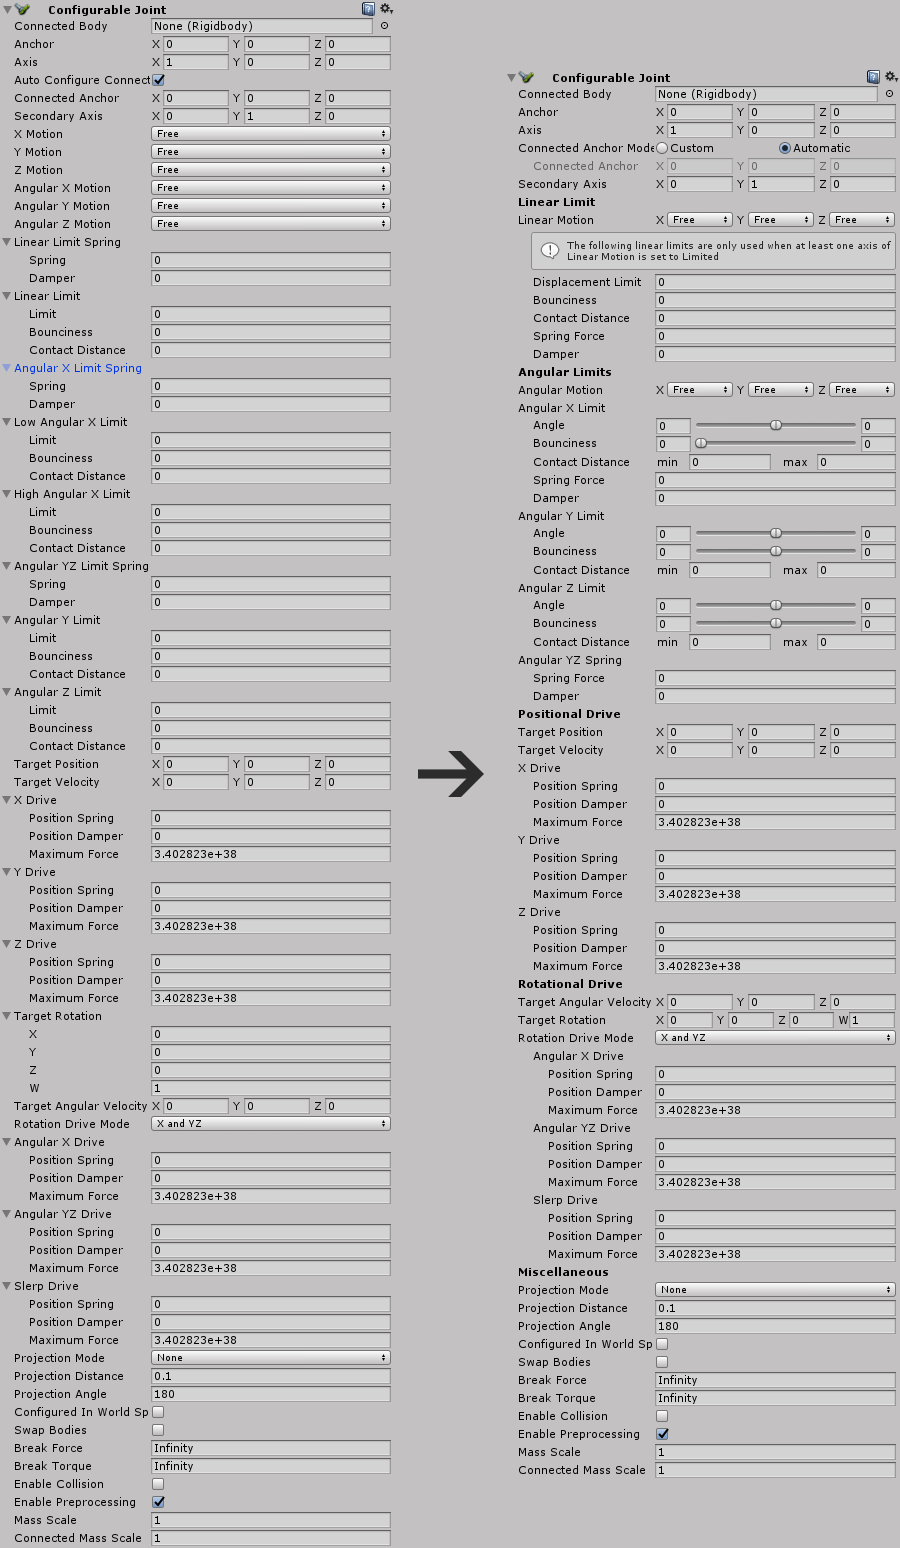 Configurable Joint
Connected Body None (Rigidbody)
Anchor X 0 Y 0 Z 0
Axis X 1 Y 0 Z 0
Auto Configure Connect
Connected Anchor X 0 Y 0 Z 0
Secondary Axis X 0 Y 1 Z 0
X Motion Free
Y Motion Free
Z Motion Free
Angular X Motion Free
Angular Y Motion Free
Angular Z Motion Free
Linear Limit Spring
Spring 0
Damper 0
Linear Limit
Limit 0
Bounciness 0
Contact Distance 0
Angular X Limit Spring
Spring 0
Damper 0
Low Angular X Limit
Limit 0
Bounciness 0
Contact Distance 0
High Angular X Limit
Limit 0
Bounciness 0
Contact Distance 0
Angular YZ Limit Spring
Spring 0
Damper 0
Angular Y Limit
Limit 0
Bounciness 0
Contact Distance 0
Angular Z Limit
Limit 0
Bounciness 0
Contact Distance 0
Target Position X 0 Y 0 Z 0
Target Velocity X 0 Y 0 Z 0
X Drive
Position Spring 0
Position Damper 0
Maximum Force 3.402823e+38
Y Drive
Position Spring 0
Position Damper 0
Maximum Force 3.402823e+38
Z Drive
Position Spring 0
Position Damper 0
Maximum Force 3.402823e+38
Target Rotation
X 0
Y 0
Z 0
W 1
Target Angular Velocity X 0 Y 0 Z 0
Rotation Drive Mode X and YZ
Angular X Drive
Position Spring 0
Position Damper 0
Maximum Force 3.402823e+38
Angular YZ Drive
Position Spring 0
Position Damper 0
Maximum Force 3.402823e+38
Slerp Drive
Position Spring 0
Position Damper 0
Maximum Force 3.402823e+38
Projection Mode None
Projection Distance 0.1
Projection Angle 180
Configured In World Sp
Swap Bodies
Break Force Infinity
Break Torque Infinity
Enable Collision
Enable Preprocessing
Mass Scale 1
Connected Mass Scale 1
Configurable Joint
Connected Body None (Rigidbody)
Anchor X 0 Y 0 Z 0
Axis X 1 Y 0 Z 0
Connected Anchor Mode Custom Automatic
Connected Anchor X 0 Y 0 Z 0
Secondary Axis X 0 Y 1 Z 0
Linear Limit
Linear Motion X Free Y Free Z Free
The following linear limits are only used when at least one axis of
Linear Motion is set to Limited
Displacement Limit 0
Bounciness 0
Contact Distance 0
Spring Force 0
Damper 0
Angular Limits
Angular Motion X Free Y Free Z Free
Angular X Limit
Angle 0 0
Bounciness 0 0
Contact Distance min 0 max 0
Spring Force 0
Damper 0
Angular Y Limit
Angle 0 0
Bounciness 0 0
Contact Distance min 0 max 0
Angular Z Limit
Angle 0 0
Bounciness 0 0
Contact Distance min 0 max 0
Angular YZ Spring
Spring Force 0
Damper 0
Positional Drive
Target Position X 0 Y 0 Z 0
Target Velocity X 0 Y 0 Z 0
X Drive
Position Spring 0
Position Damper 0
Maximum Force 3.402823e+38
Y Drive
Position Spring 0
Position Damper 0
Maximum Force 3.402823e+38
Z Drive
Position Spring 0
Position Damper 0
Maximum Force 3.402823e+38
Rotational Drive
Target Angular Velocity X 0 Y 0 Z 0
Target Rotation X 0 Y 0 Z 0 W 1
Rotation Drive Mode X and YZ
Angular X Drive
Position Spring 0
Position Damper 0
Maximum Force 3.402823e+38
Angular YZ Drive
Position Spring 0
Position Damper 0
Maximum Force 3.402823e+38
Slerp Drive
Position Spring 0
Position Damper 0
Maximum Force 3.402823e+38
Miscellaneous
Projection Mode None
Projection Distance 0.1
Projection Angle 180
Configured In World Sp
Swap Bodies
Break Force Infinity
Break Torque Infinity
Enable Collision
Enable Preprocessing
Mass Scale 1
Connected Mass Scale 1